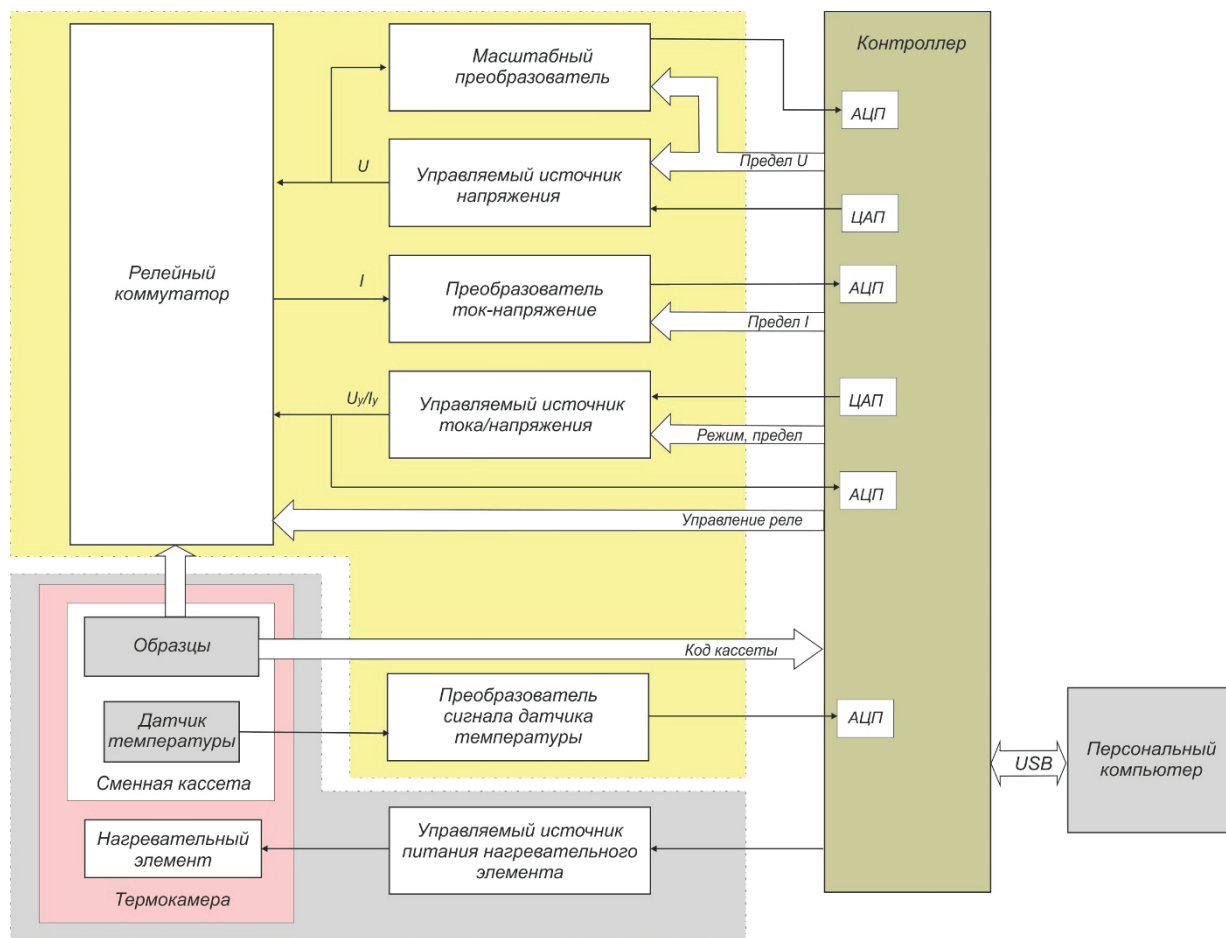 Масштабный
преобразователь
Контроллер
АЦП
Предел U
U
Управляемый источник
напряжения
ЦАП
Релейный
коммутатор
I
Преобразователь
ток-напряжение
АЦП
Предел I
Uу/Iу
Управляемый источник
тока/напряжения
ЦАП
Режим, предел
АЦП
Управление реле
Образцы
Код кассеты
Датчик
температуры
Сменная кассета
Преобразователь
сигнала датчика
температуры
АЦП
USB
Персональный
компьютер
Нагревательный
элемент
Термокамера
Управляемый источник
питания нагревательного
элемента